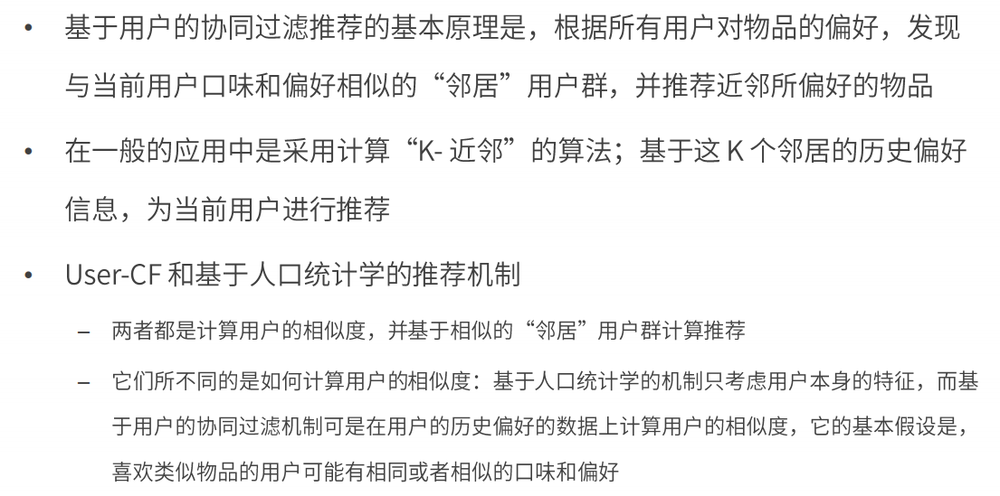 • 基于用户的协同过滤推荐的基本原理是，根据所有用户对物品的偏好，发现
与当前用户口味和偏好相似的“邻居”用户群，并推荐近邻所偏好的物品
• 在一般的应用中是采用计算“K- 近邻”的算法；基于这 K 个邻居的历史偏好
信息，为当前用户进行推荐
• User-CF 和基于人口统计学的推荐机制
– 两者都是计算用户的相似度，并基于相似的“邻居”用户群计算推荐
– 它们所不同的是如何计算用户的相似度：基于人口统计学的机制只考虑用户本身的特征，而基
于用户的协同过滤机制可是在用户的历史偏好的数据上计算用户的相似度，它的基本假设是，
喜欢类似物品的用户可能有相同或者相似的口味和偏好